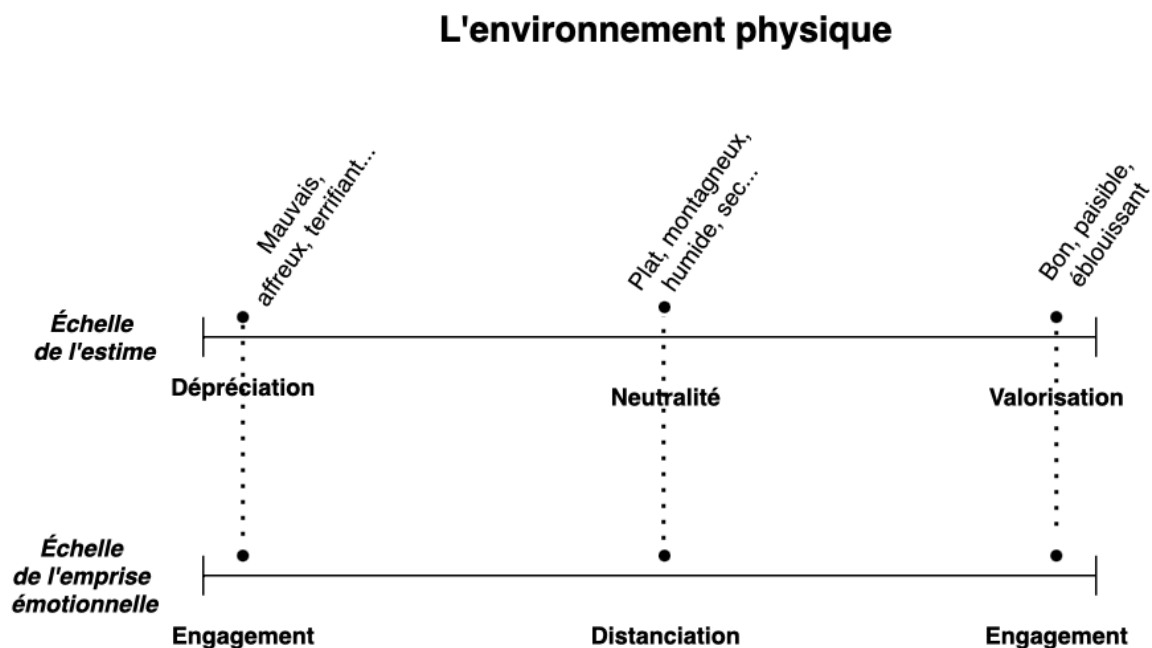 L'environnement physique
Mauvais,
affreux, terrifiant...
Plat, montagneux,
humide, sec...
Bon, paisible,
éblouissant
Échelle
de l'estime
Dépréciation
Neutralité
Valorisation
Échelle
de l'emprise
émotionnelle
Engagement
Distanciation
Engagement